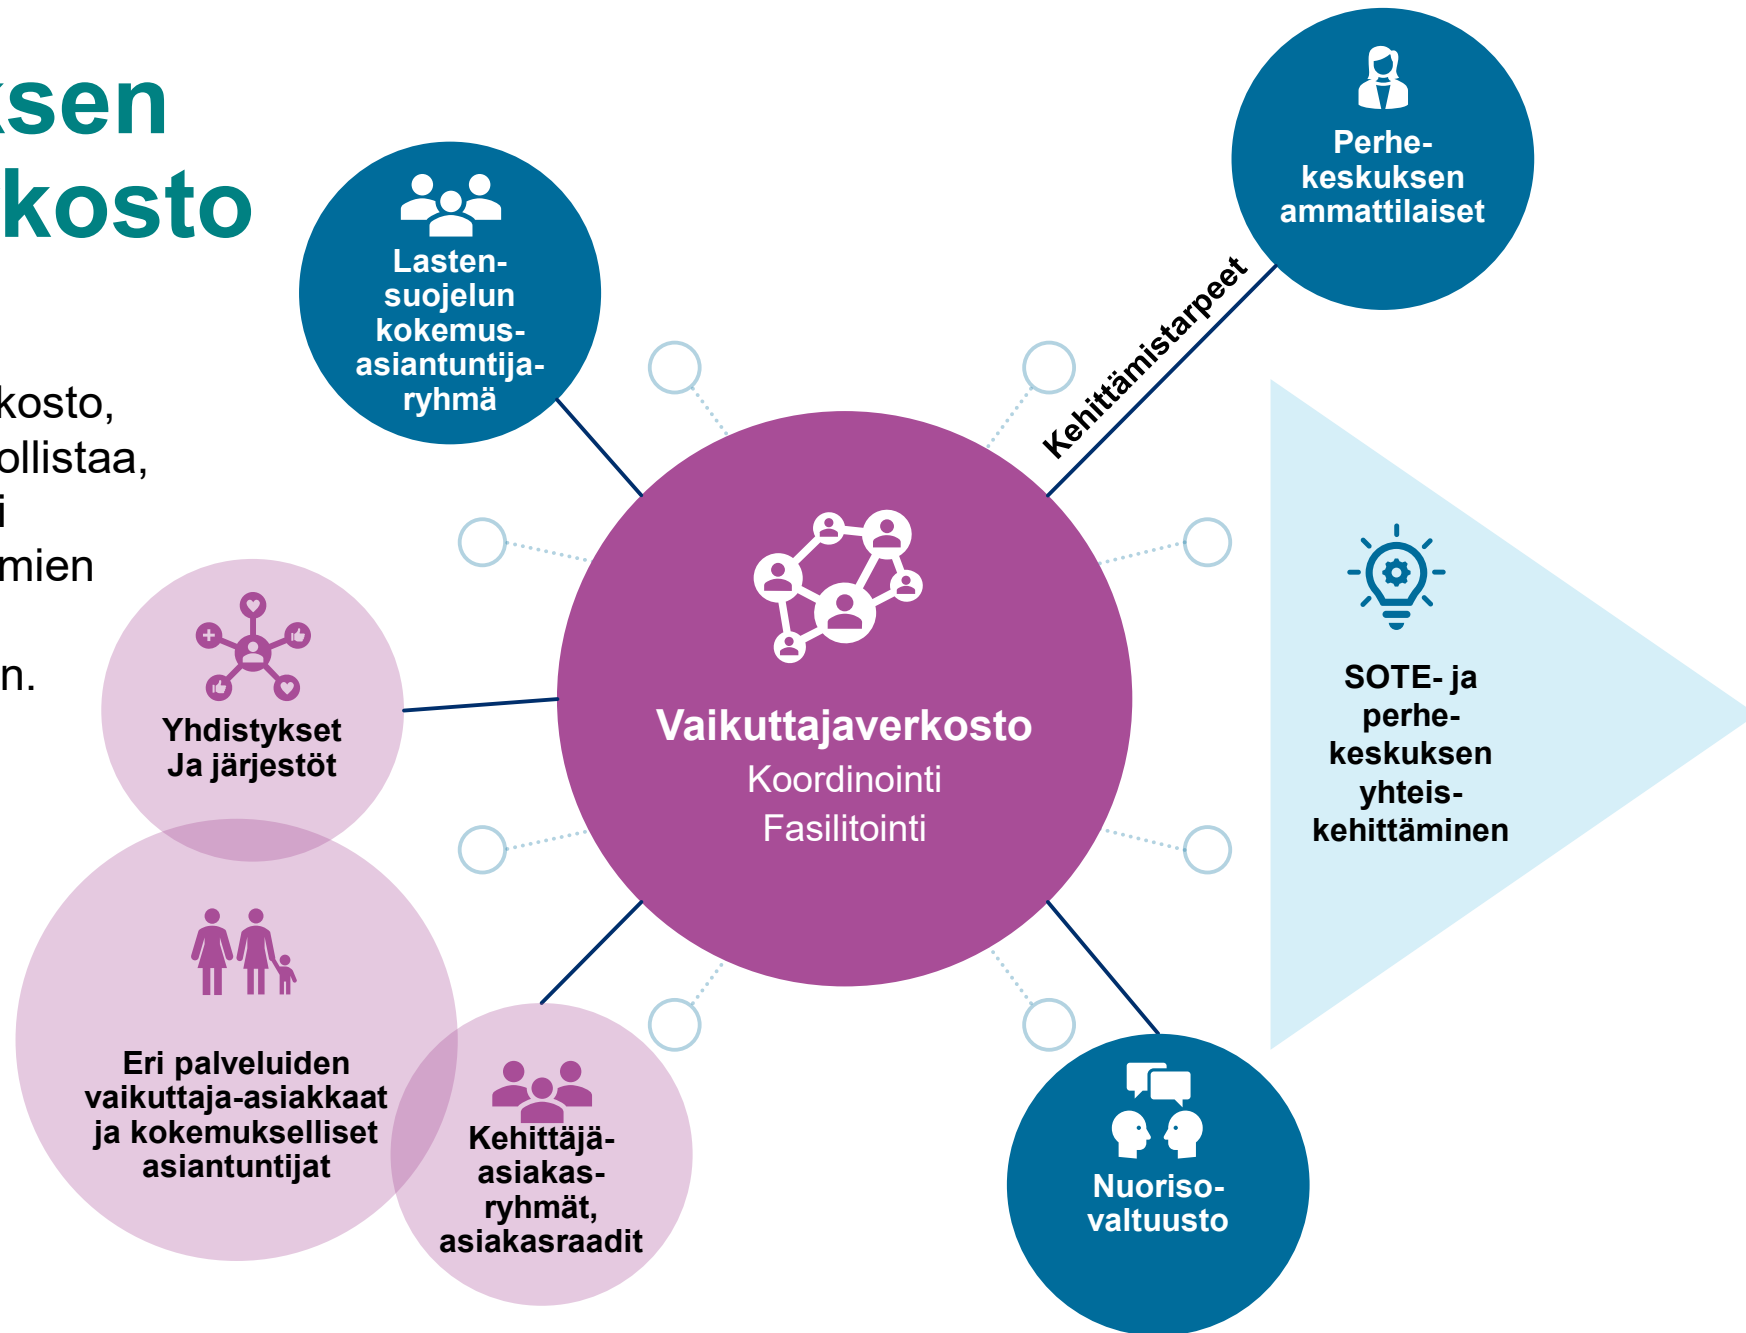 ksen
kosto
kosto,
ollistaa,
i
mien
n.
Lasten-
suojelun
kokemus-
asiantuntija-
ryhmä
Perhe-
keskuksen
ammattilaiset
Kehittämistarpeet
Yhdistykset
Ja järjestöt
Vaikuttajaverkosto
Koordinointi
Fasilitointi
SOTE- ja
perhe-
keskuksen
yhteis-
kehittäminen
Eri palveluiden
vaikuttaja-asiakkaat
ja kokemukselliset
asiantuntijat
Kehittäjä-
asiakas-
ryhmät,
asiakasraadit
Nuoriso-
valtuusto